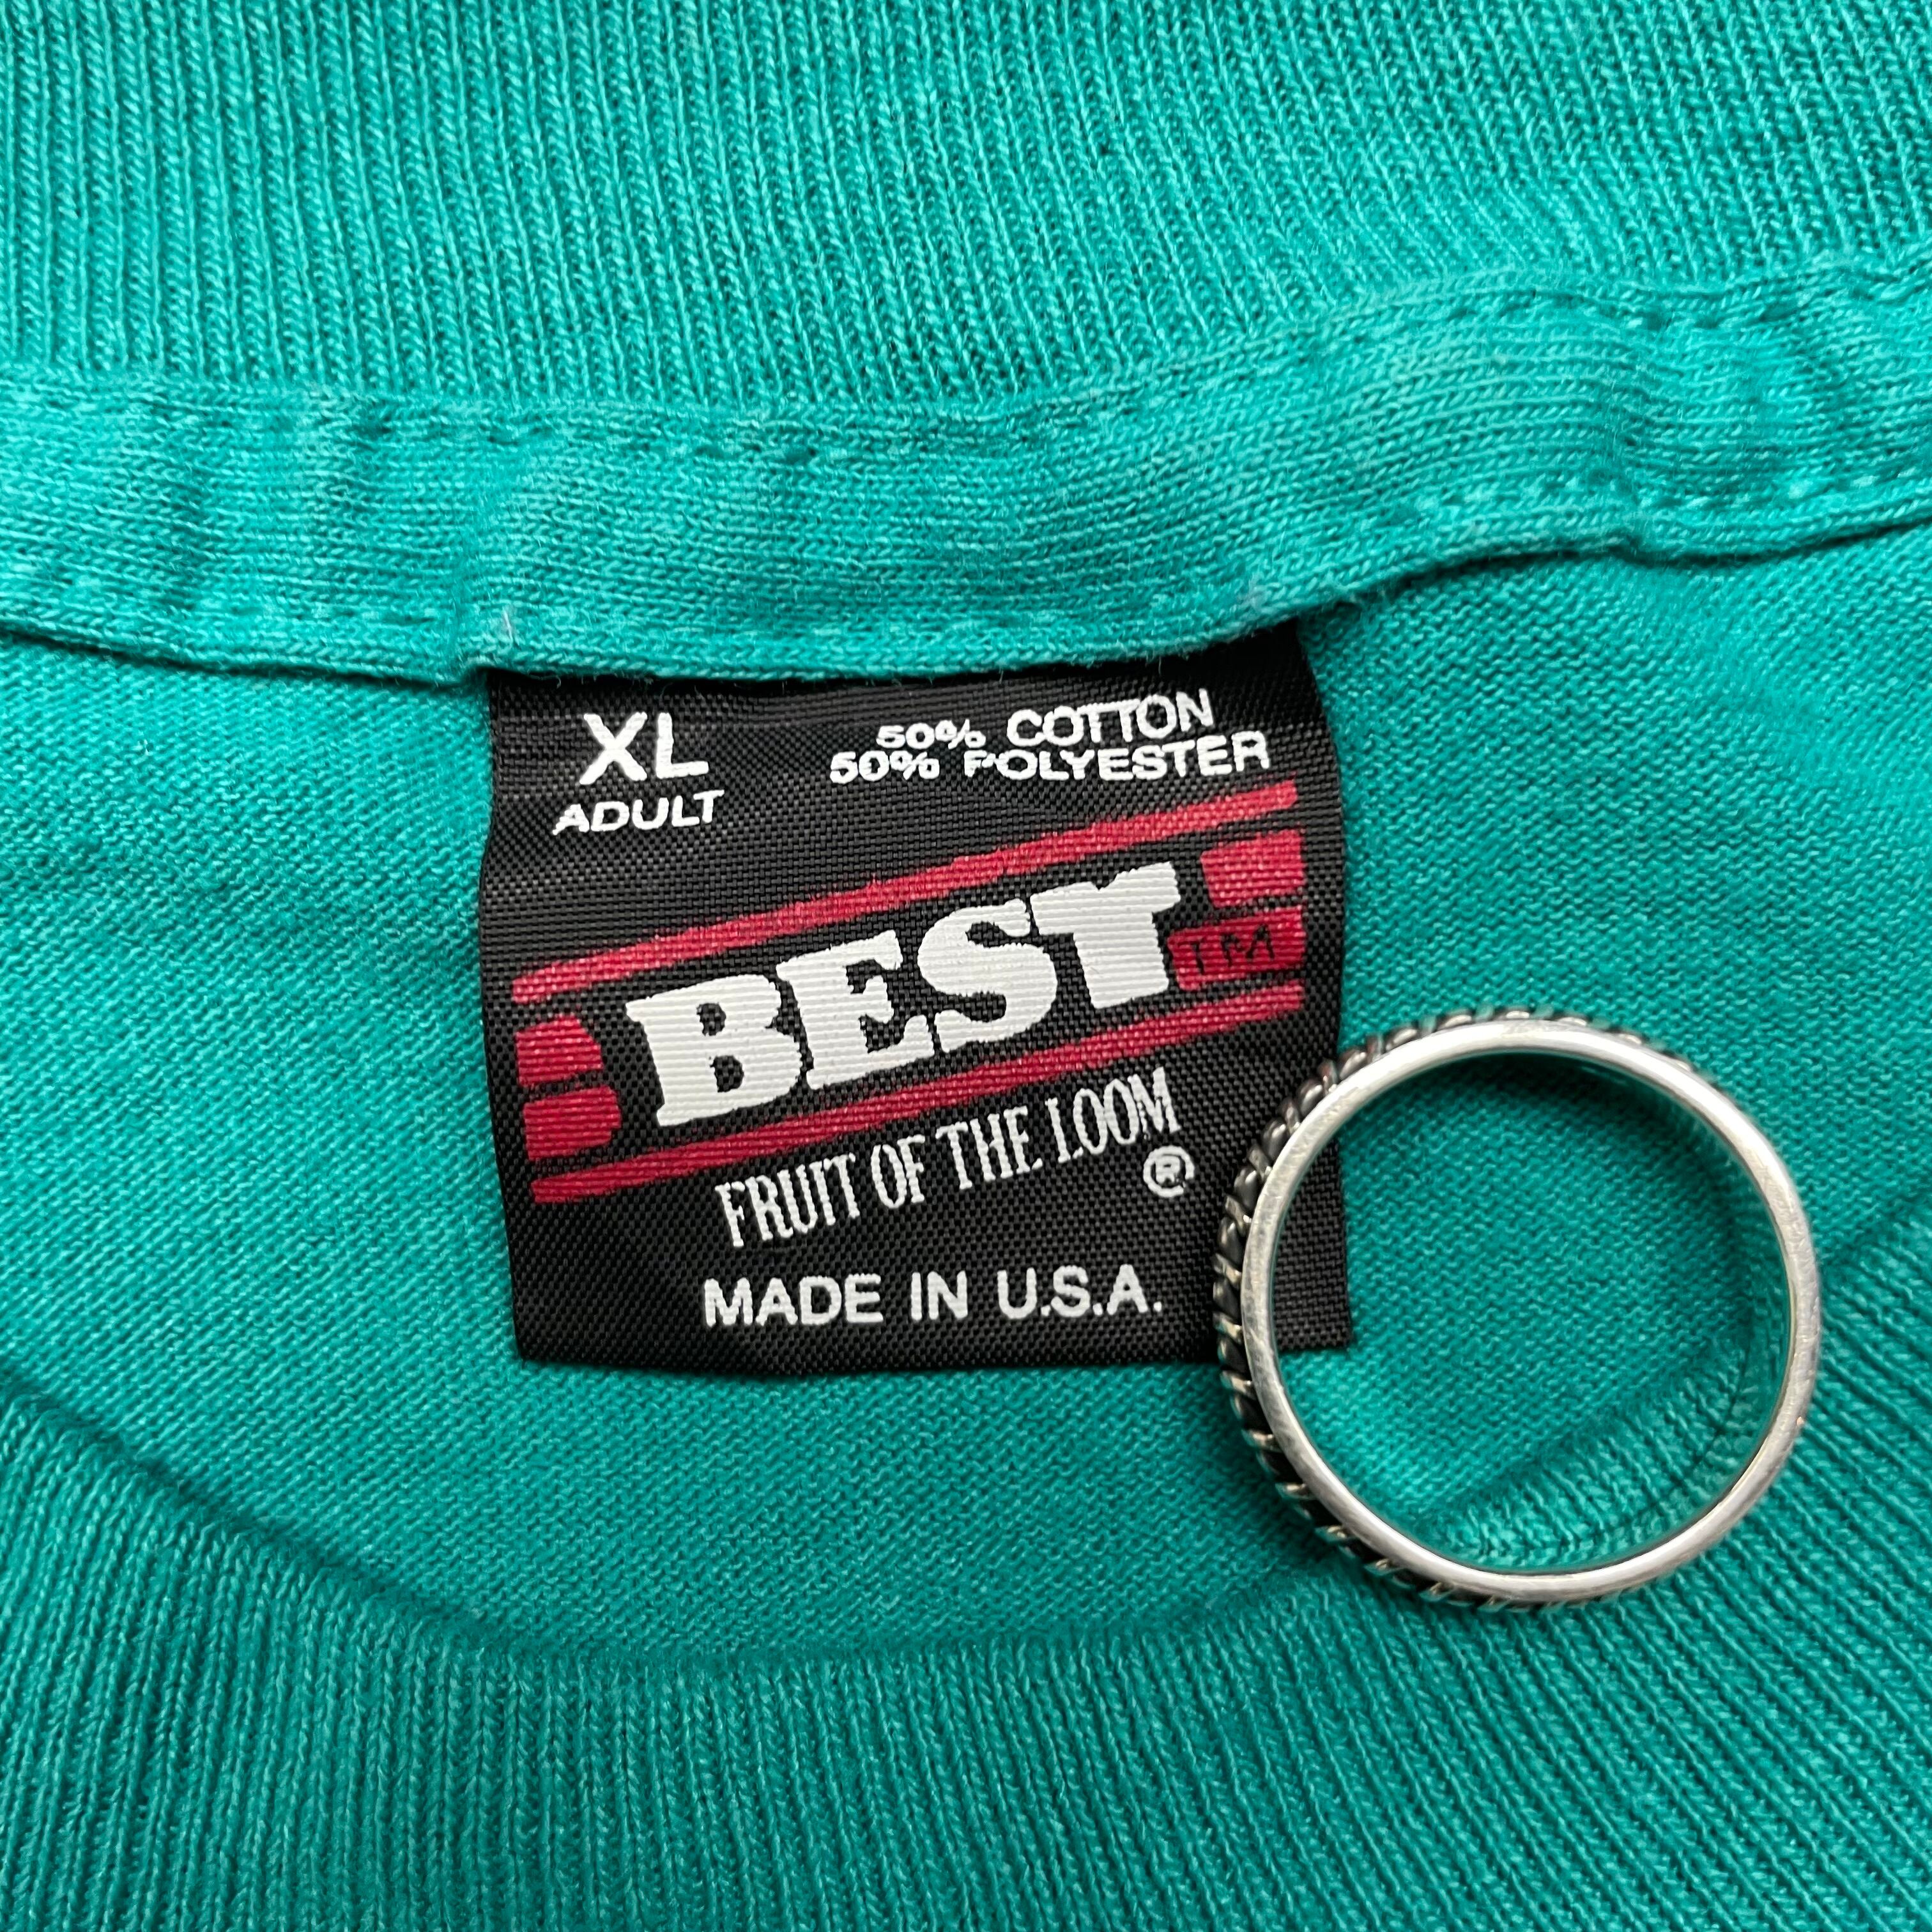 XL
ADULT
50% COTTON
50% POLYESTER
BEST
TM
FRUIT OF THE LOOM
®
MADE IN U.S.A.